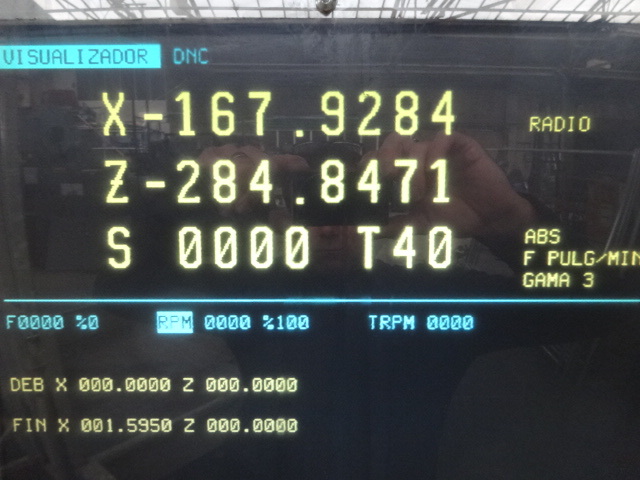 VISUALIZADOR DNC
X-167.9284 RADIO
Z-284.8471
S 0000 T40 ABS
F PULG/MIN
GAMA 3
F0000 %0 RPM 0000 %100 TRPM 0000
DEB X 000.0000 Z 000.0000
FIN X 001.5950 Z 000.0000